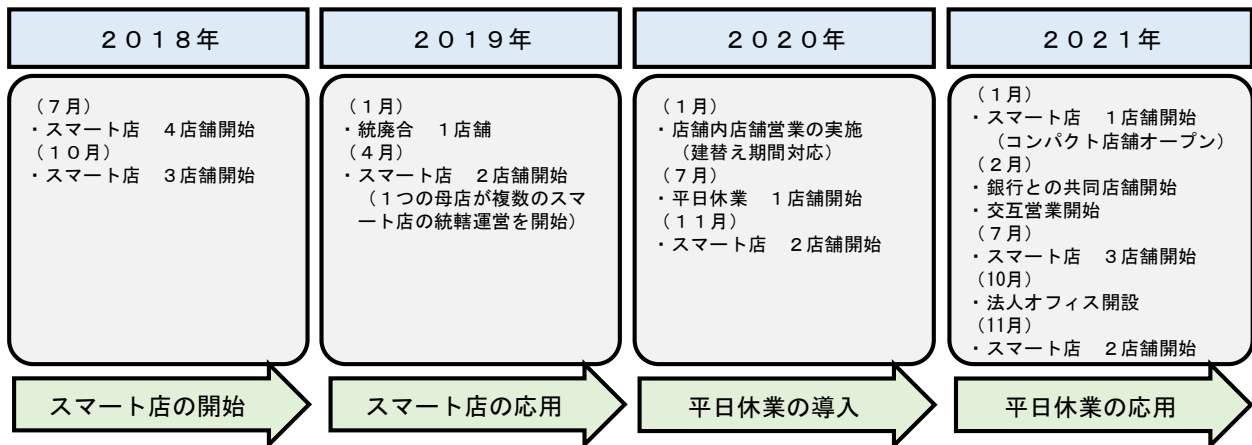 ２０１８年
（７月）
・スマート店　４店舗開始
（１０月）
・スマート店　３店舗開始
スマート店の開始
２０１９年
（１月）
・統廃合　１店舗
（４月）
・スマート店　２店舗開始
（１つの母店が複数のスマ
ート店の統轄運営を開始）
スマート店の応用
２０２０年
（１月）
・店舗内店舗営業の実施
（建替え期間対応）
（７月）
・平日休業　１店舗開始
（１１月）
・スマート店　２店舗開始
平日休業の導入
２０２１年
（１月）
・スマート店　１店舗開始
（コンパクト店舗オープン）
（２月）
・銀行との共同店舗開始
・交互営業開始
（７月）
・スマート店　３店舗開始
(10月)
・法人オフィス開設
(11月)
・スマート店　２店舗開始
平日休業の応用